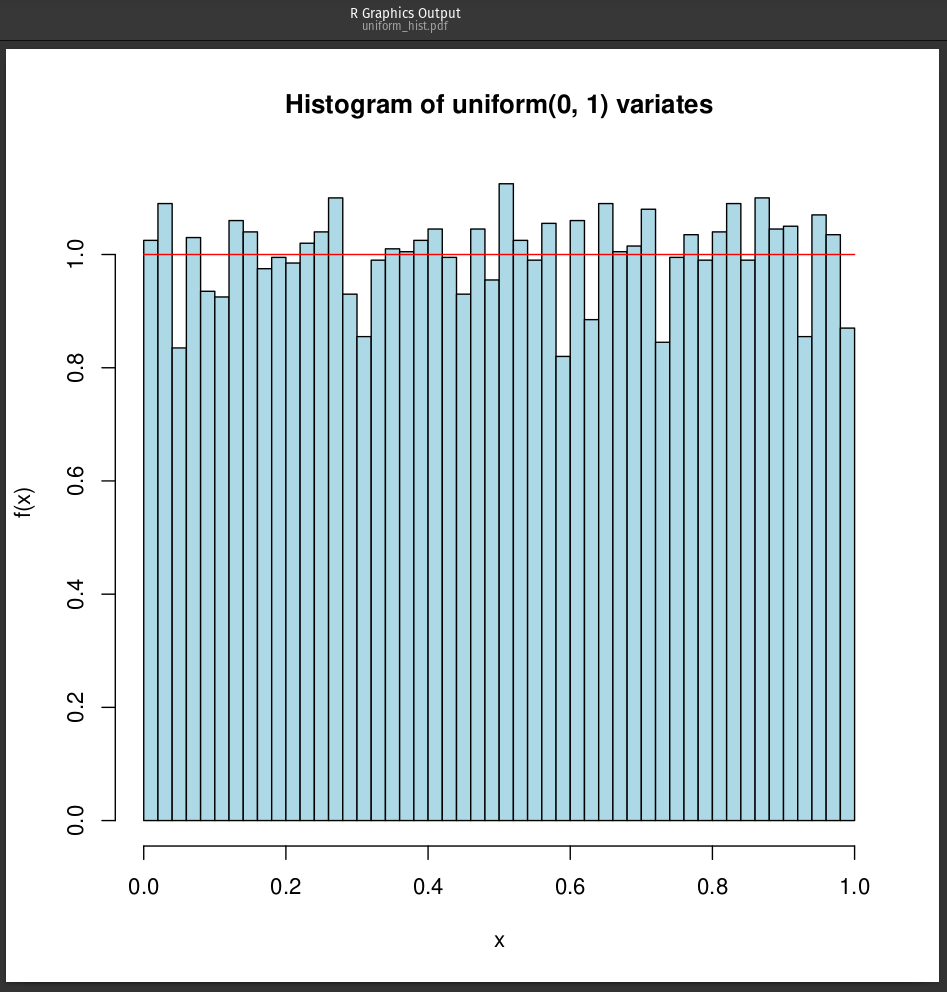 R Graphics Output
uniform_hist.pdf
Histogram of uniform(0, 1) variates
f(x)
1.0
0.8
0.6
0.4
0.2
0.0
0.0 0.2 0.4 0.6 0.8 1.0
x